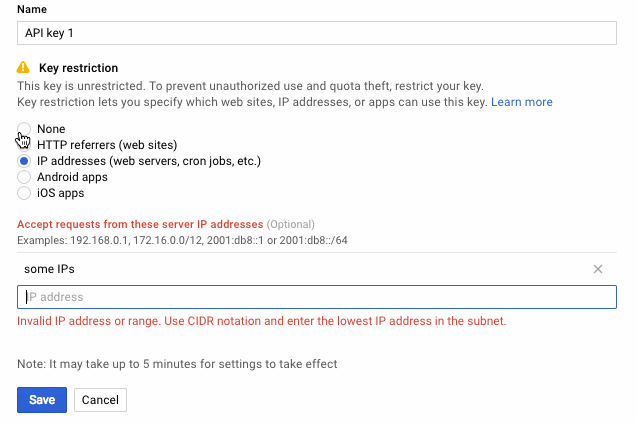 Name
API key 1
Key restriction
This key is unrestricted. To prevent unauthorized use and quota theft, restrict your key.
Key restriction lets you specify which web sites, IP addresses, or apps can use this key. Learn more
None
HTTP referrers (web sites)
IP addresses (web servers, cron jobs, etc.)
Android apps
iOS apps
Accept requests from these server IP addresses (Optional)
Examples: 192.168.0.1, 172.16.0.0/12, 2001:db8::1 or 2001:db8::/64
some IPs
IP address
Invalid IP address or range. Use CIDR notation and enter the lowest IP address in the subnet.
Note: It may take up to 5 minutes for settings to take effect
Save Cancel